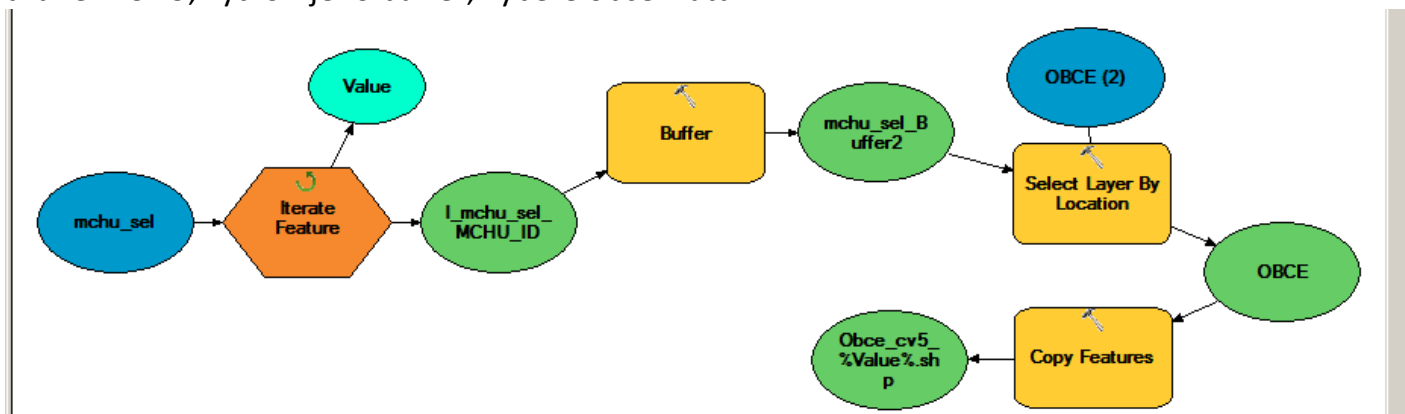 Value
OBCE (2)
mchu_sel_B
uffer2
Buffer
Select Layer By
Location
Iterate
Feature
mchu_sel
I_mchu_sel_
MCHU_ID
OBCE
Obce_cv5_
%Value%.sh
p
Copy Features